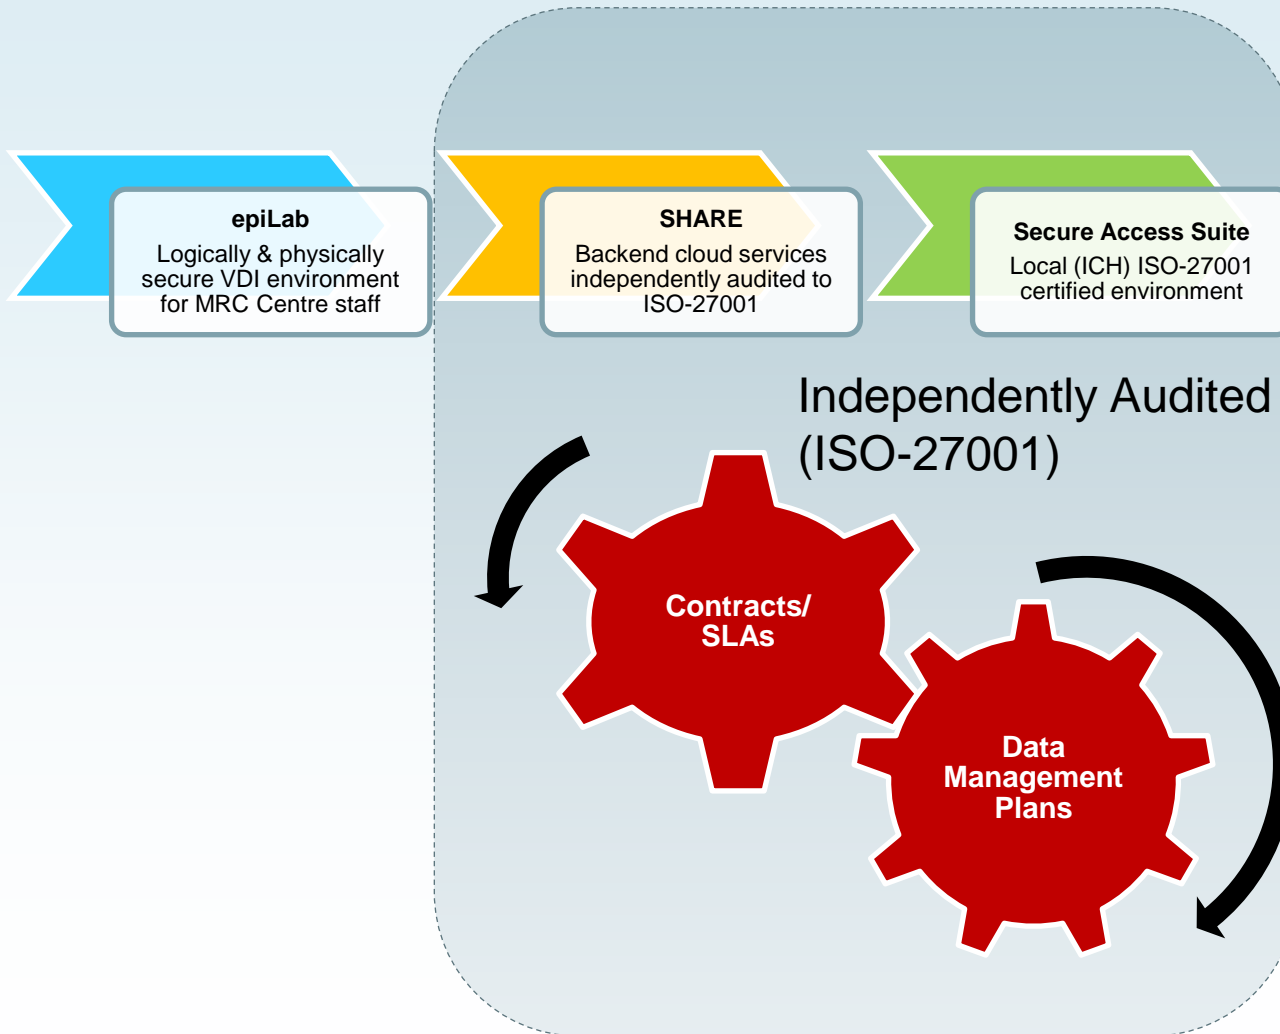 epiLab
Logically & physically
secure VDI environment
for MRC Centre staff
SHARE
Backend cloud services
independently audited to
ISO-27001
Secure Access Suite
Local (ICH) ISO-27001
certified environment
Independently Audited
(ISO-27001)
Contracts/
SLAs
Data
Management
Plans